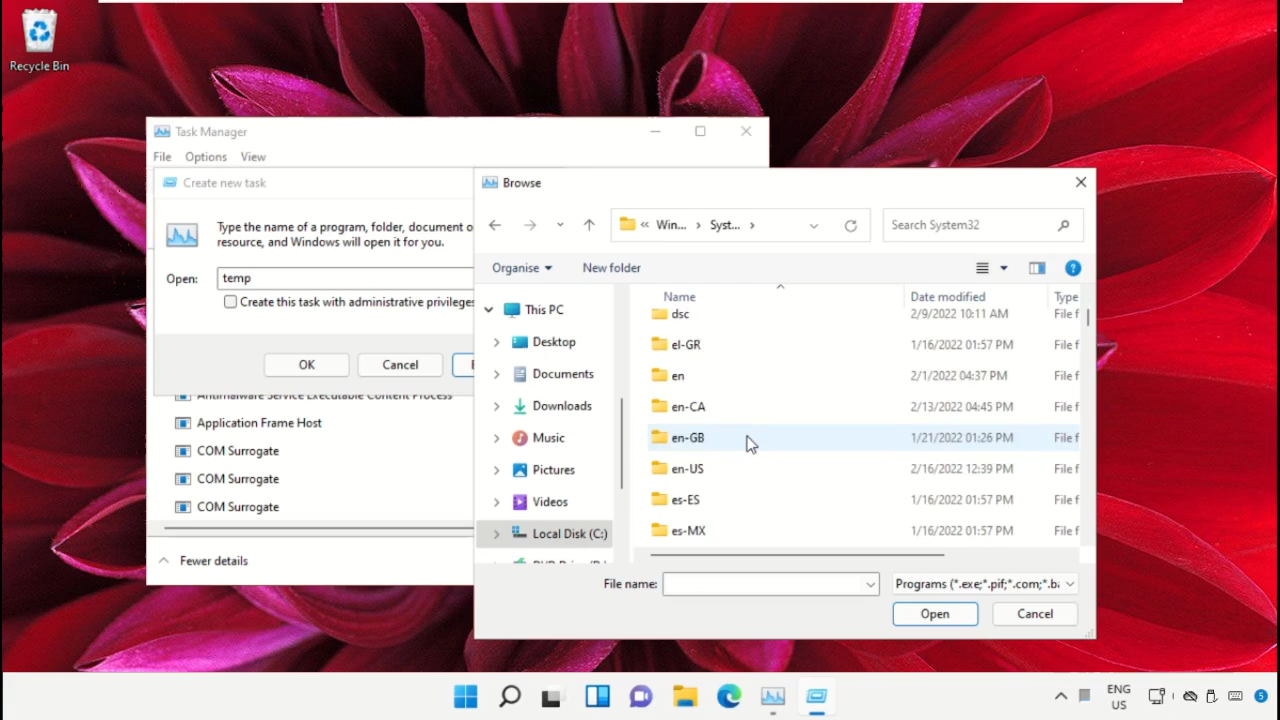 Recycle Bin
Task Manager
File Options View
Create new task
Type the name of a program, folder, document o
resource, and Windows will open it for you.
Open: temp
Create this task with administrative privileges
OK Cancel
Antimalware Service Executable Content Process
Application Frame Host
COM Surrogate
COM Surrogate
COM Surrogate
Fewer details
Browse
« Win... › Syst... ›
Search System32
Organise New folder
Name Date modified Type
This PC
Desktop
Documents
Downloads
Music
Pictures
Videos
Local Disk (C:)
dsc 2/9/2022 10:11 AM File f
el-GR 1/16/2022 01:57 PM File f
en 2/1/2022 04:37 PM File f
en-CA 2/13/2022 04:45 PM File f
en-GB 1/21/2022 01:26 PM File f
en-US 2/16/2022 12:39 PM File f
es-ES 1/16/2022 01:57 PM File f
es-MX 1/16/2022 01:57 PM File f
File name:
Programs (*.exe;*.pif;*.com;*.ba
Open Cancel
ENG
US
5